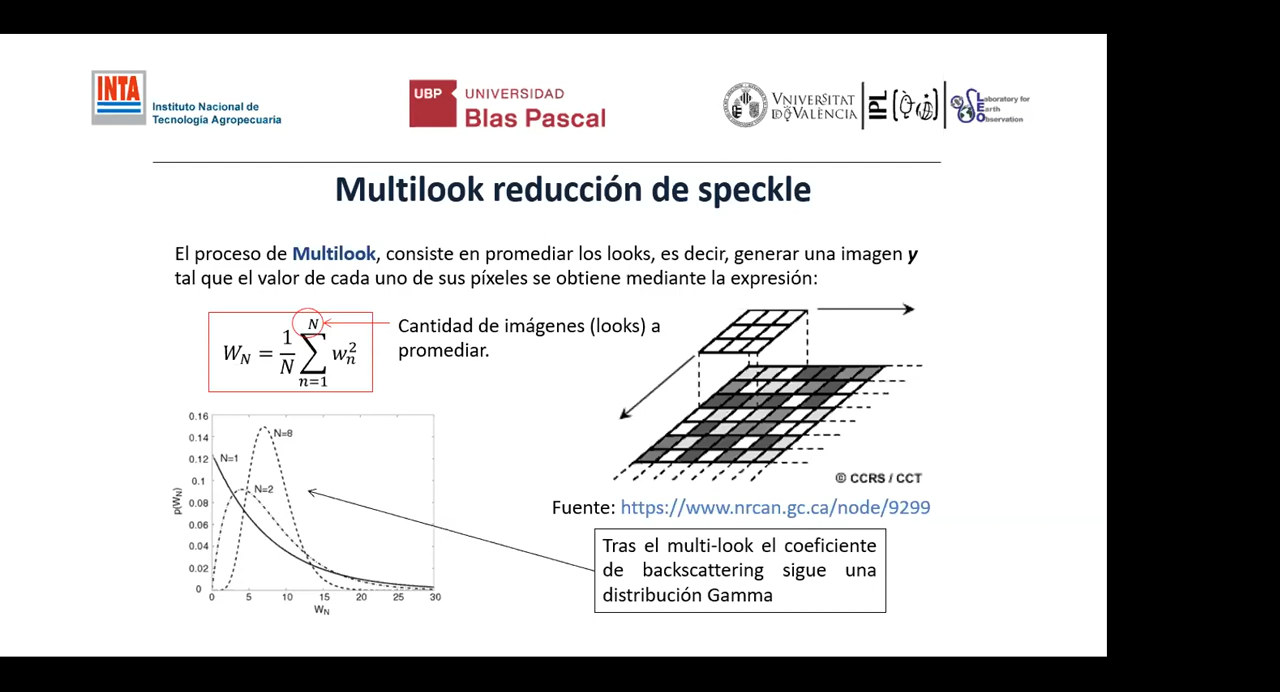 INTA
Instituto Nacional de
Tecnología Agropecuaria
UBP UNIVERSIDAD
Blas Pascal
VNIVERSITAT
D VALÈNCIA
IPL
LEO
Laboratory for
Earth
Observation
Multilook reducción de speckle
El proceso de Multilook, consiste en promediar los looks, es decir, generar una imagen y
tal que el valor de cada uno de sus píxeles se obtiene mediante la expresión:
W_N = 1/N ∑_{n=1}^{N} w_n^2
Cantidad de imágenes (looks) a
promediar.
© CCRS / CCT
Fuente: https://www.nrcan.gc.ca/node/9299
p(W_N)
0.16
0.14
0.12
0.1
0.08
0.06
0.04
0.02
0
N=8
N=1
N=2
0 5 10 15 20 25 30
W_N
Tras el multi-look el coeficiente
de backscattering sigue una
distribución Gamma